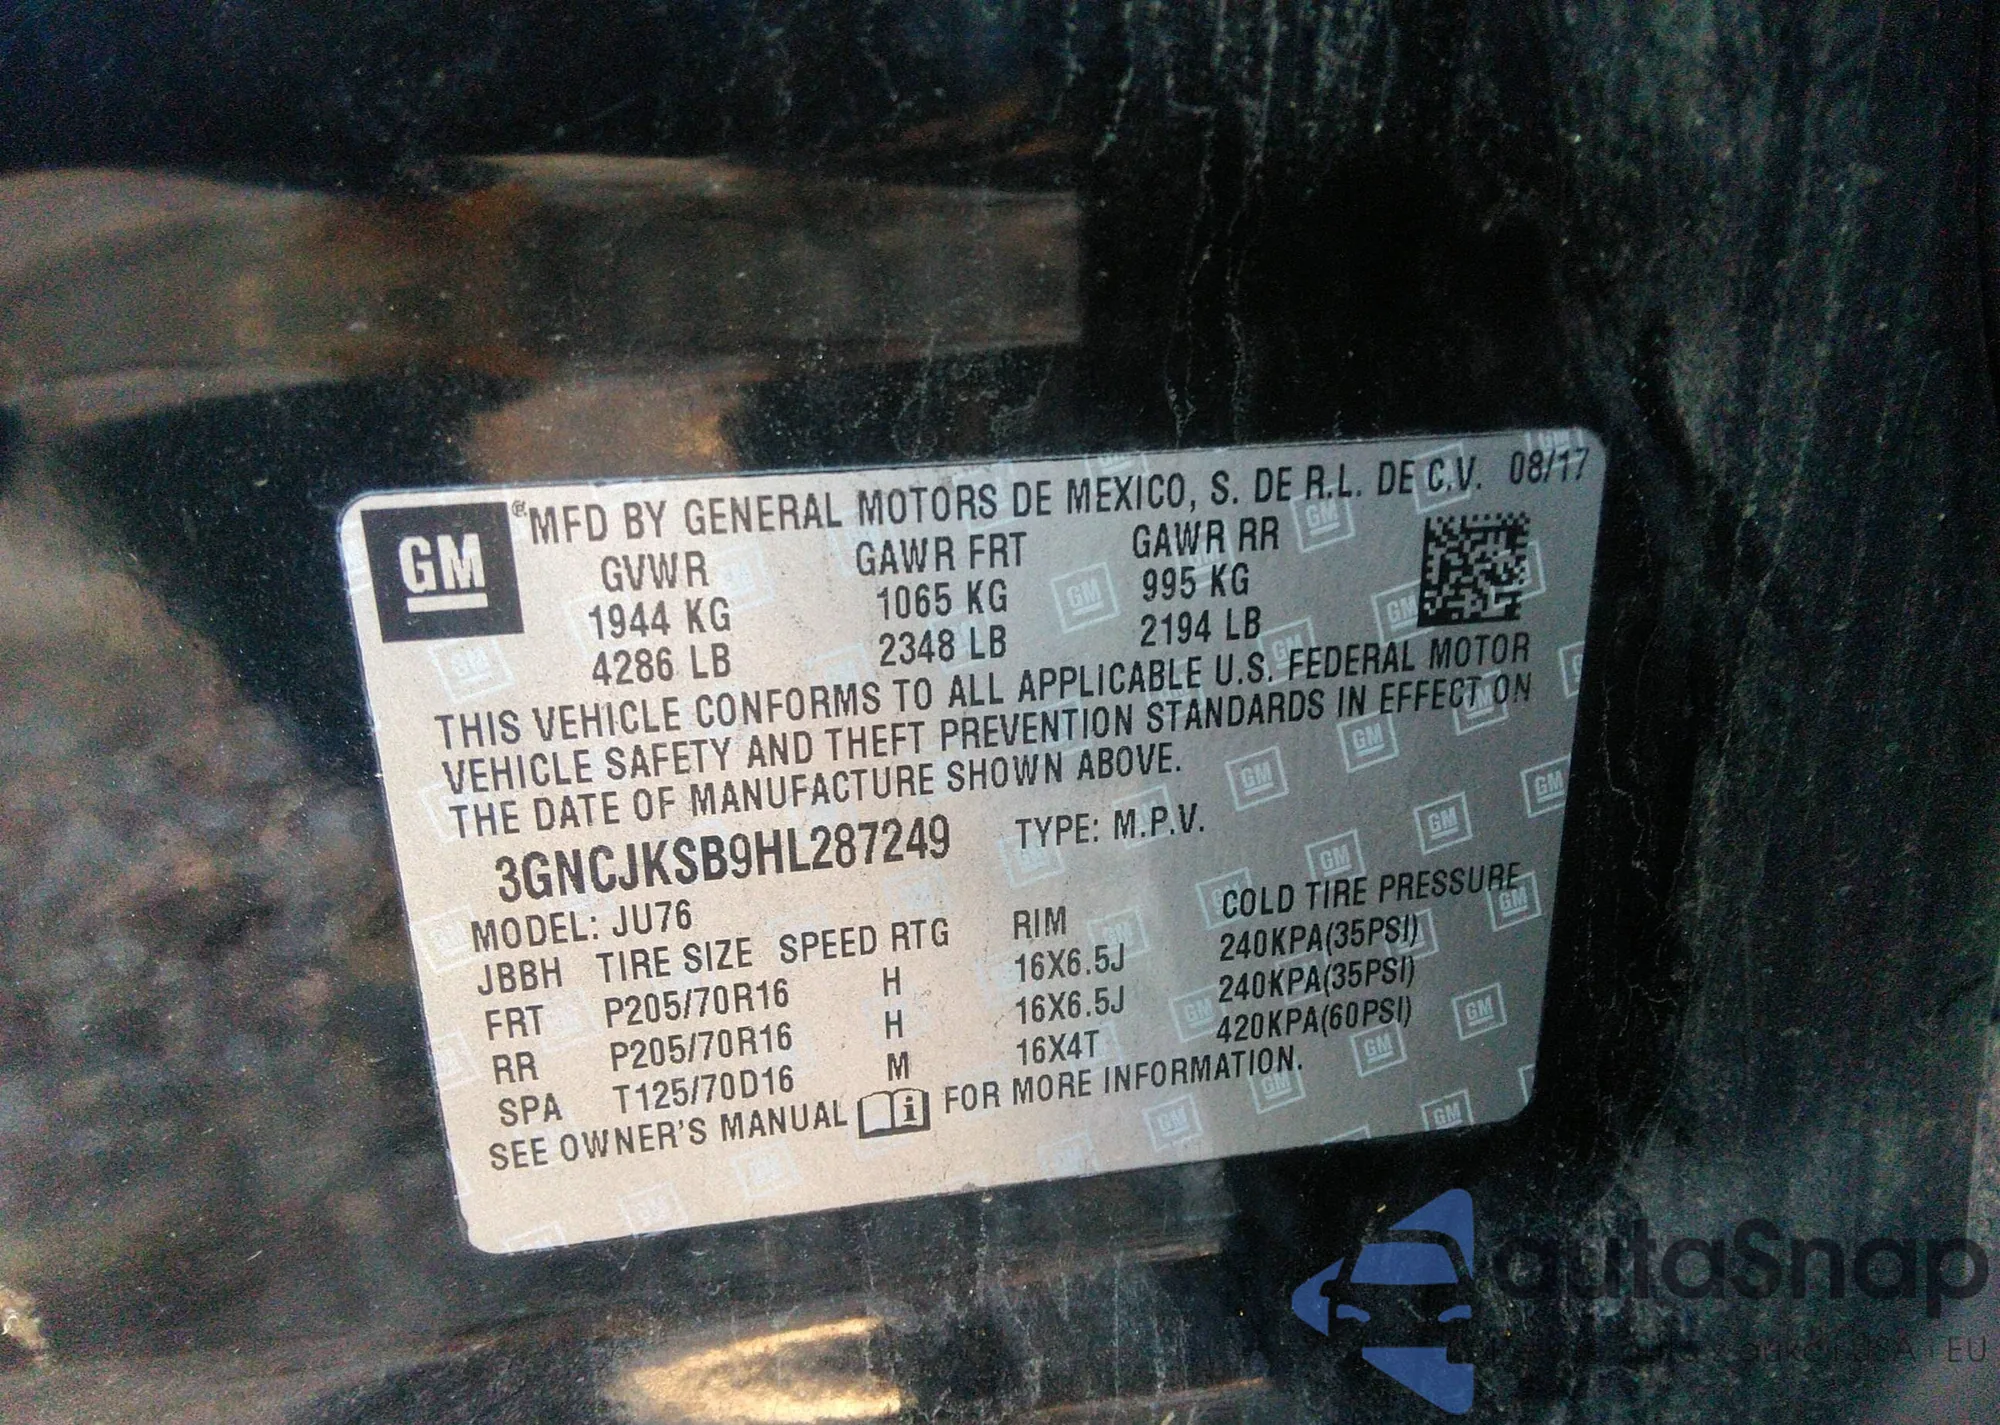 GM
MFD BY GENERAL MOTORS DE MEXICO, S. DE R.L. DE C.V. 08/17
GVWR GAWR FRT GAWR RR
1944 KG 1065 KG 995 KG
4286 LB 2348 LB 2194 LB
THIS VEHICLE CONFORMS TO ALL APPLICABLE U.S. FEDERAL MOTOR
VEHICLE SAFETY AND THEFT PREVENTION STANDARDS IN EFFECT ON
THE DATE OF MANUFACTURE SHOWN ABOVE.
3GNCJKSB9HL287249 TYPE: M.P.V.
MODEL: JU76
JBBH TIRE SIZE SPEED RTG RIM COLD TIRE PRESSURE
FRT P205/70R16 H 16X6.5J 240KPA(35PSI)
RR P205/70R16 H 16X6.5J 240KPA(35PSI)
SPA T125/70D16 M 16X4T 420KPA(60PSI)
SEE OWNER'S MANUAL FOR MORE INFORMATION.
autaSnap
EU